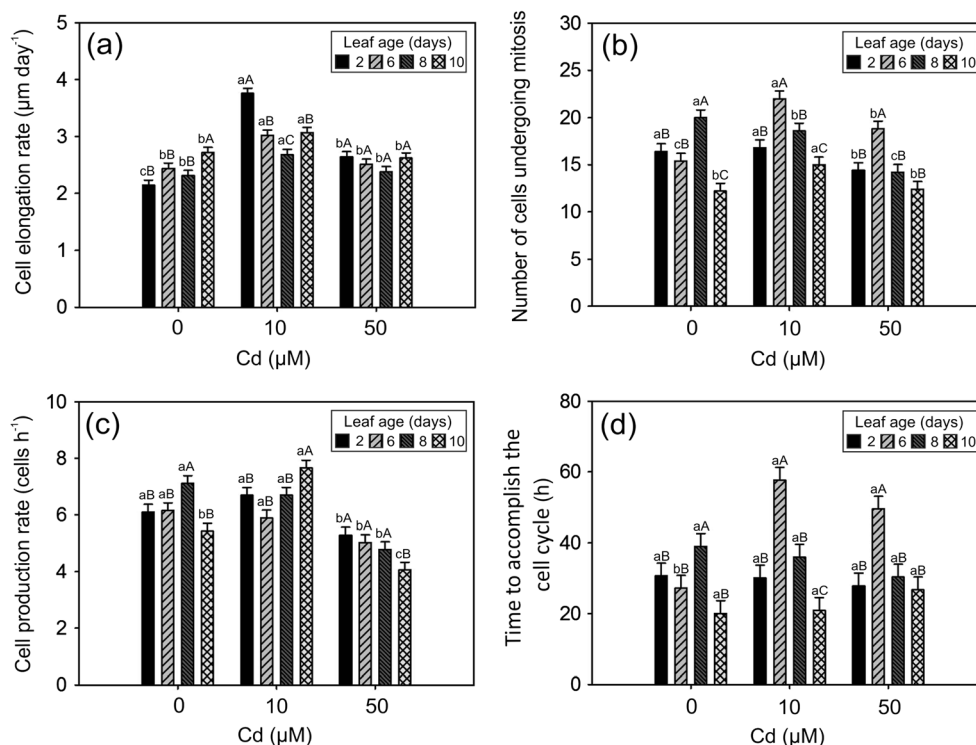 (a)
Leaf age (days)
2 6 8 10
Cell elongation rate (µm day⁻¹)
5
4
3
2
1
0
cB bB bB bA
aA aB aC aB
bA bA bA bA
0 10 50
Cd (µM)
(b)
Leaf age (days)
2 6 8 10
Number of cells undergoing mitosis
30
25
20
15
10
5
0
aB cB aA bC
aB aA bB aC
bB bA cB bB
0 10 50
Cd (µM)
(c)
Leaf age (days)
2 6 8 10
Cell production rate (cells h⁻¹)
10
8
6
4
2
0
aB aB aA bB
aB aB aB aA
bA bA bA cB
0 10 50
Cd (µM)
(d)
Leaf age (days)
2 6 8 10
Time to accomplish the
cell cycle (h)
80
60
40
20
0
aB bB aA aB
aB aA aB aC
aB aA aB aB
0 10 50
Cd (µM)